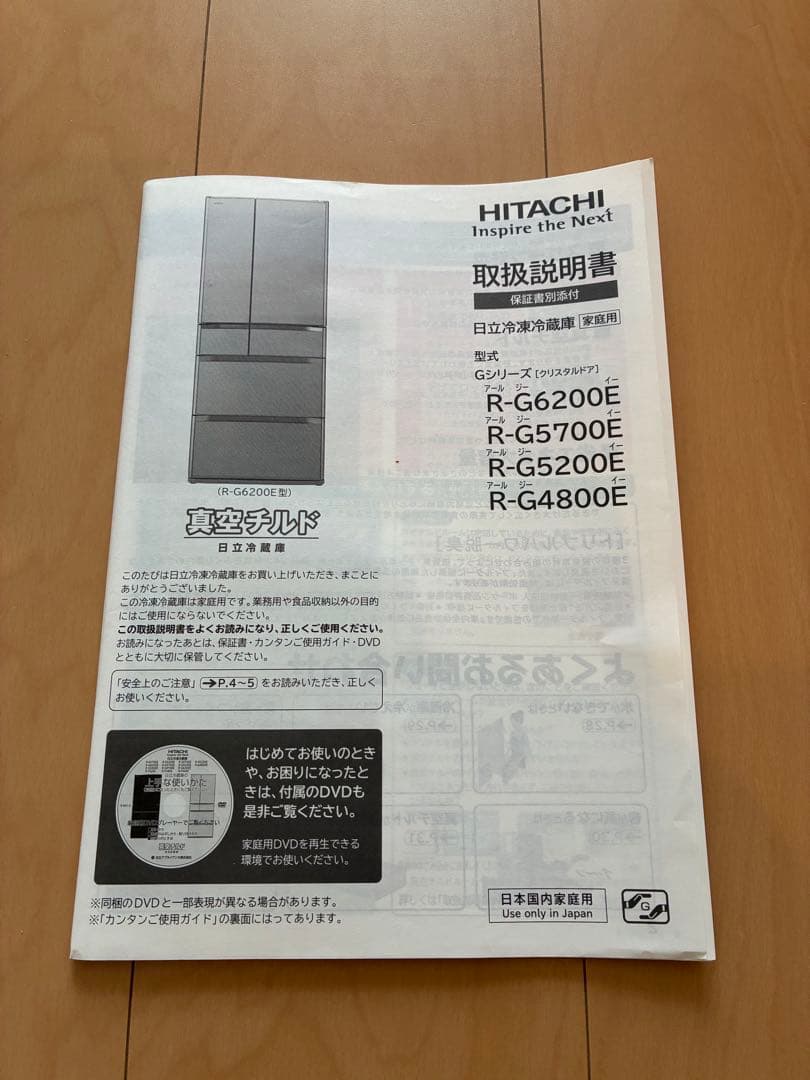 HITACHI
Inspire the Next
取扱説明書
保証書別添付
日立冷凍冷蔵庫 家庭用
型式
Gシリーズ [クリスタルドア]
アール ジー イー
R-G6200E
アール ジー イー
R-G5700E
アール ジー イー
R-G5200E
アール ジー イー
R-G4800E
(R-G6200E型)
真空チルド
日立冷蔵庫
このたびは日立冷凍冷蔵庫をお買い上げいただき、まことに
ありがとうございました。
この冷凍冷蔵庫は家庭用です。業務用や食品収納以外の目的
にはご使用にならないでください。
この取扱説明書をよくお読みになり、正しくご使用ください。
お読みになったあとは、保証書・カンタンご使用ガイド・DVD
とともに大切に保管してください。
「安全上のご注意」(➔P.4〜5)をお読みいただき、正しく
お使いください。
HITACHI
上手な使いかた
真空チルド
はじめてお使いのとき
や、お困りになったと
きは、付属のDVDも
是非ご覧ください。
家庭用DVDを再生できる
環境でお使いください。
※同梱のDVDと一部表現が異なる場合があります。
※「カンタンご使用ガイド」の裏面にはってあります。
日本国内家庭用
Use only in Japan
G